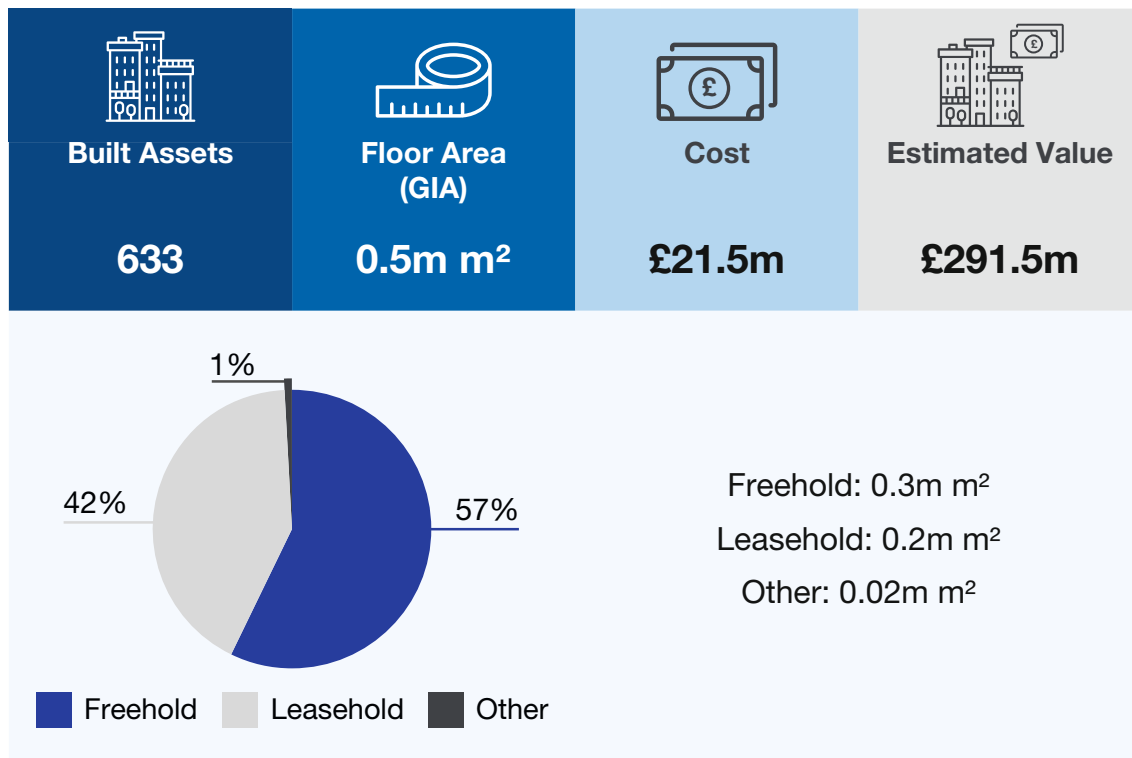 £
£
Built Assets
Floor Area
(GIA)
Cost
Estimated Value
633
0.5m m²
£21.5m
£291.5m
1%
42%
57%
Freehold: 0.3m m²
Leasehold: 0.2m m²
Other: 0.02m m²
Freehold
Leasehold
Other